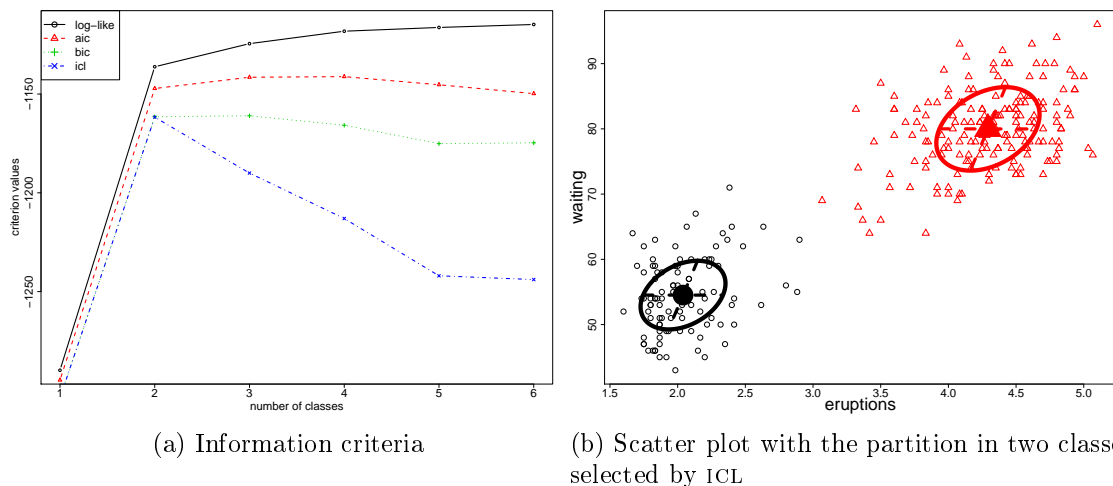 log−like
aic
bic
icl
criterion values
−1150
−1200
−1250
1 2 3 4 5 6
number of classes
(a) Information criteria
waiting
90
80
70
60
50
1.5 2.0 2.5 3.0 3.5 4.0 4.5 5.0
eruptions
(b) Scatter plot with the partition in two classe
selected by ICL